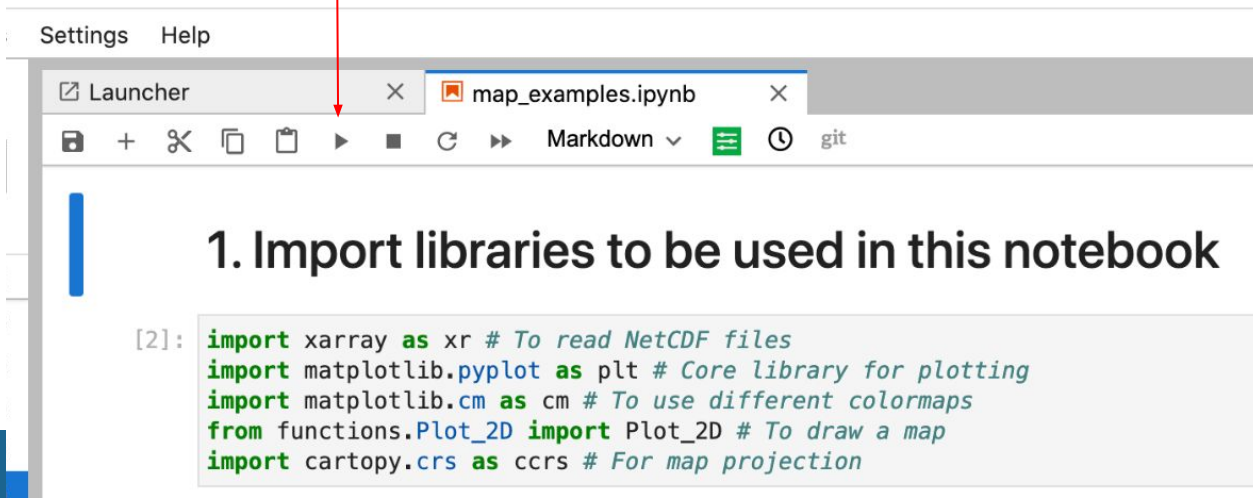 Settings Help
Launcher map_examples.ipynb
Markdown git
1. Import libraries to be used in this notebook
[2]: import xarray as xr # To read NetCDF files
import matplotlib.pyplot as plt # Core library for plotting
import matplotlib.cm as cm # To use different colormaps
from functions.Plot_2D import Plot_2D # To draw a map
import cartopy.crs as ccrs # For map projection